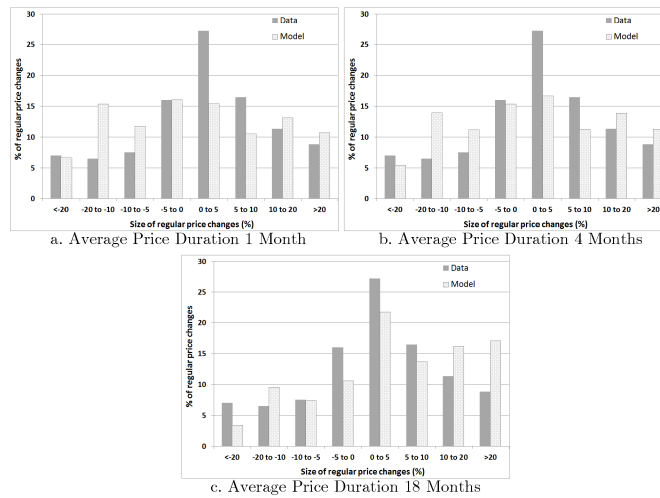 30
25
20
15
10
5
0
% of regular price changes
Data
Model
<-20 -20 to -10 -10 to -5 -5 to 0 0 to 5 5 to 10 10 to 20 >20
Size of regular price changes (%)
a. Average Price Duration 1 Month
30
25
20
15
10
5
0
% of regular price changes
Data
Model
<-20 -20 to -10 -10 to -5 -5 to 0 0 to 5 5 to 10 10 to 20 >20
Size of regular price changes (%)
b. Average Price Duration 4 Months
30
25
20
15
10
5
0
% of regular price changes
Data
Model
<-20 -20 to -10 -10 to -5 -5 to 0 0 to 5 5 to 10 10 to 20 >20
Size of regular price changes (%)
c. Average Price Duration 18 Months